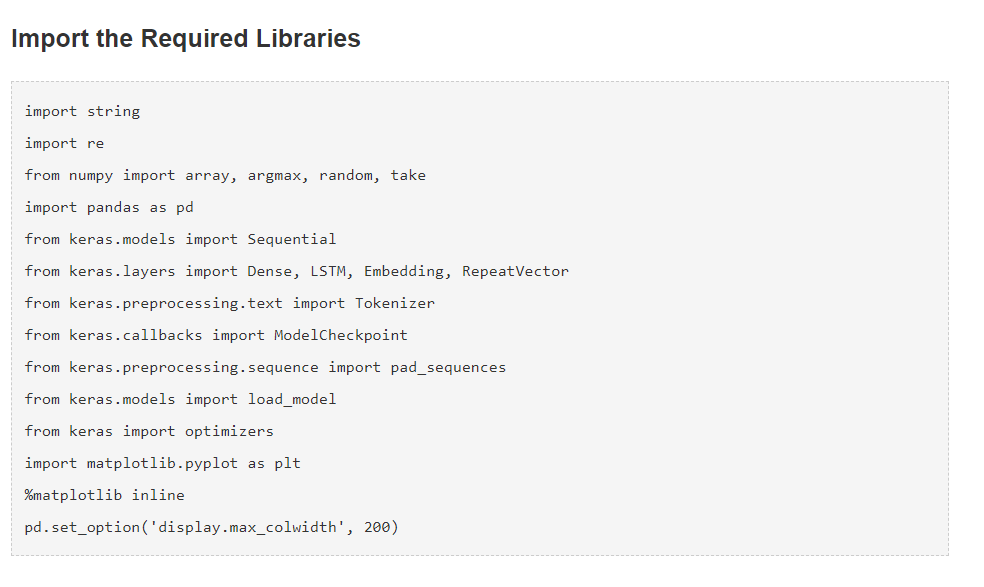 Import the Required Libraries
import string
import re
from numpy import array, argmax, random, take
import pandas as pd
from keras.models import Sequential
from keras.layers import Dense, LSTM, Embedding, RepeatVector
from keras.preprocessing.text import Tokenizer
from keras.callbacks import ModelCheckpoint
from keras.preprocessing.sequence import pad_sequences
from keras.models import load_model
from keras import optimizers
import matplotlib.pyplot as plt
%matplotlib inline
pd.set_option('display.max_colwidth', 200)